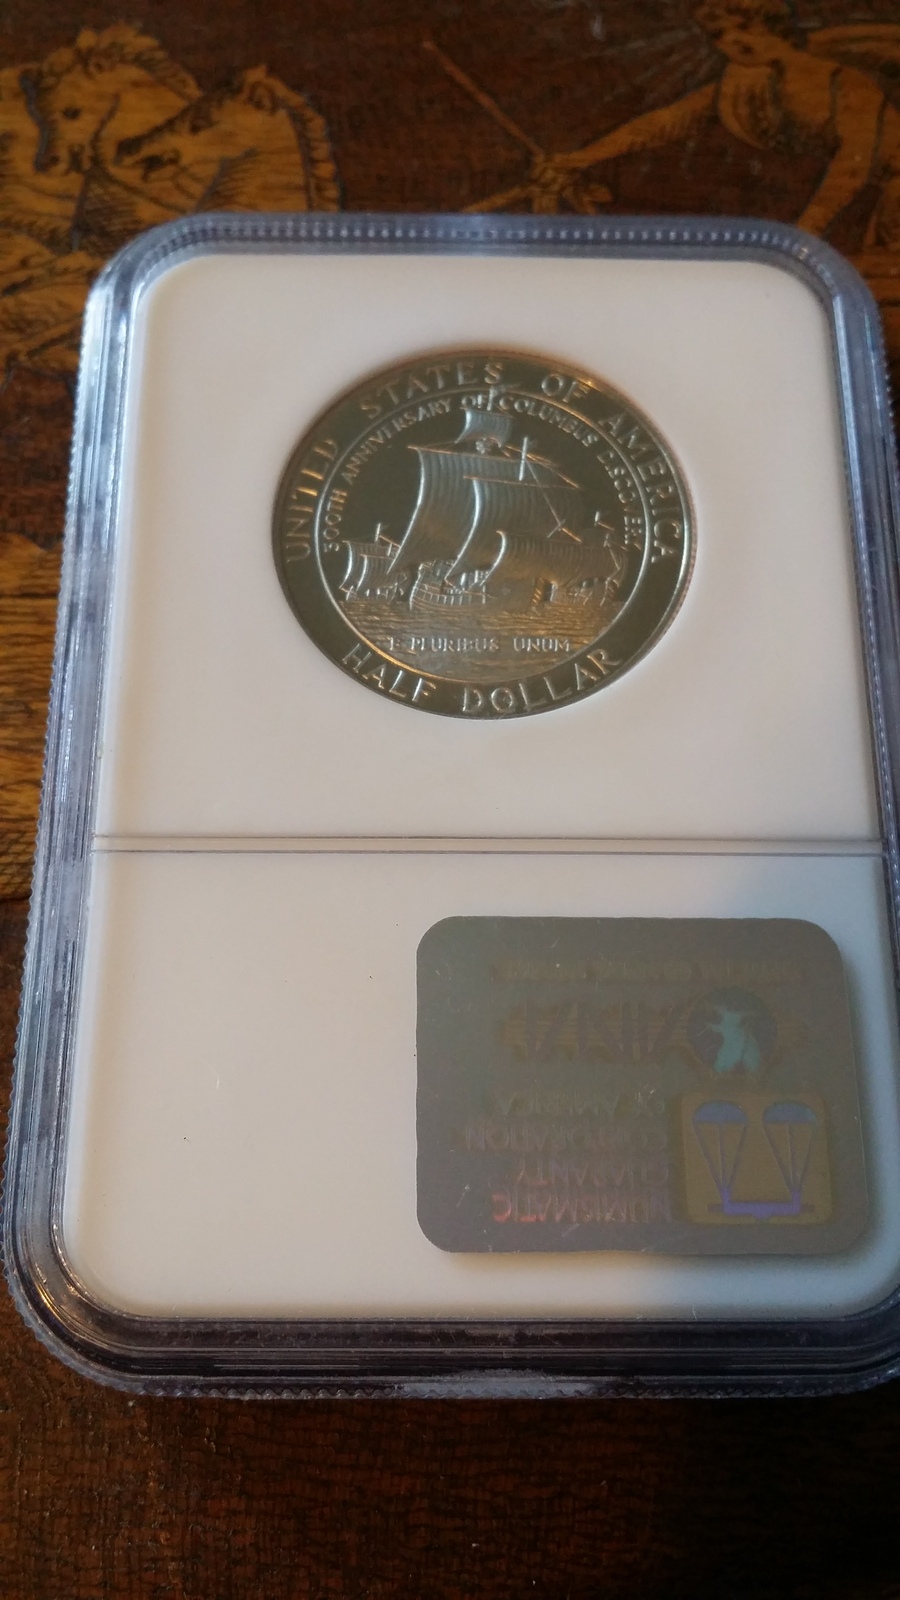 UNITED STATES OF AMERICA
500TH ANNIVERSARY OF COLUMBUS DISCOVERY
E PLURIBUS UNUM
HALF DOLLAR
NUMISMATIC
GUARANTY
CORPORATION
OF AMERICA